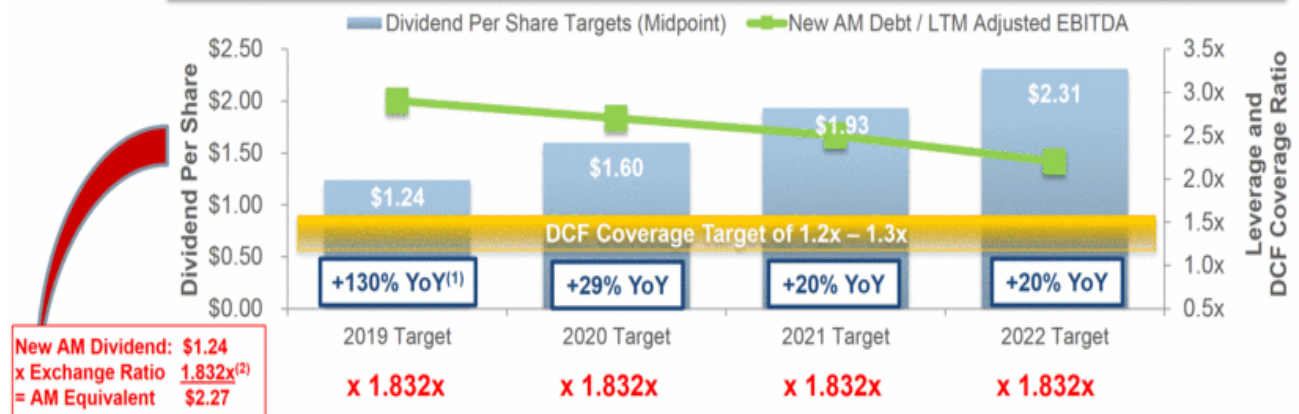 Dividend Per Share Targets (Midpoint) New AM Debt / LTM Adjusted EBITDA
Dividend Per Share
$2.50
$2.00
$1.50
$1.00
$0.50
$0.00
$1.24
$1.60
$1.93
$2.31
DCF Coverage Target of 1.2x – 1.3x
+130% YoY(1) +29% YoY +20% YoY +20% YoY
3.5x
3.0x
2.5x
2.0x
1.5x
1.0x
0.5x
Leverage and
DCF Coverage Ratio
2019 Target 2020 Target 2021 Target 2022 Target
x 1.832x x 1.832x x 1.832x x 1.832x
New AM Dividend: $1.24
x Exchange Ratio 1.832x(2)
= AM Equivalent $2.27